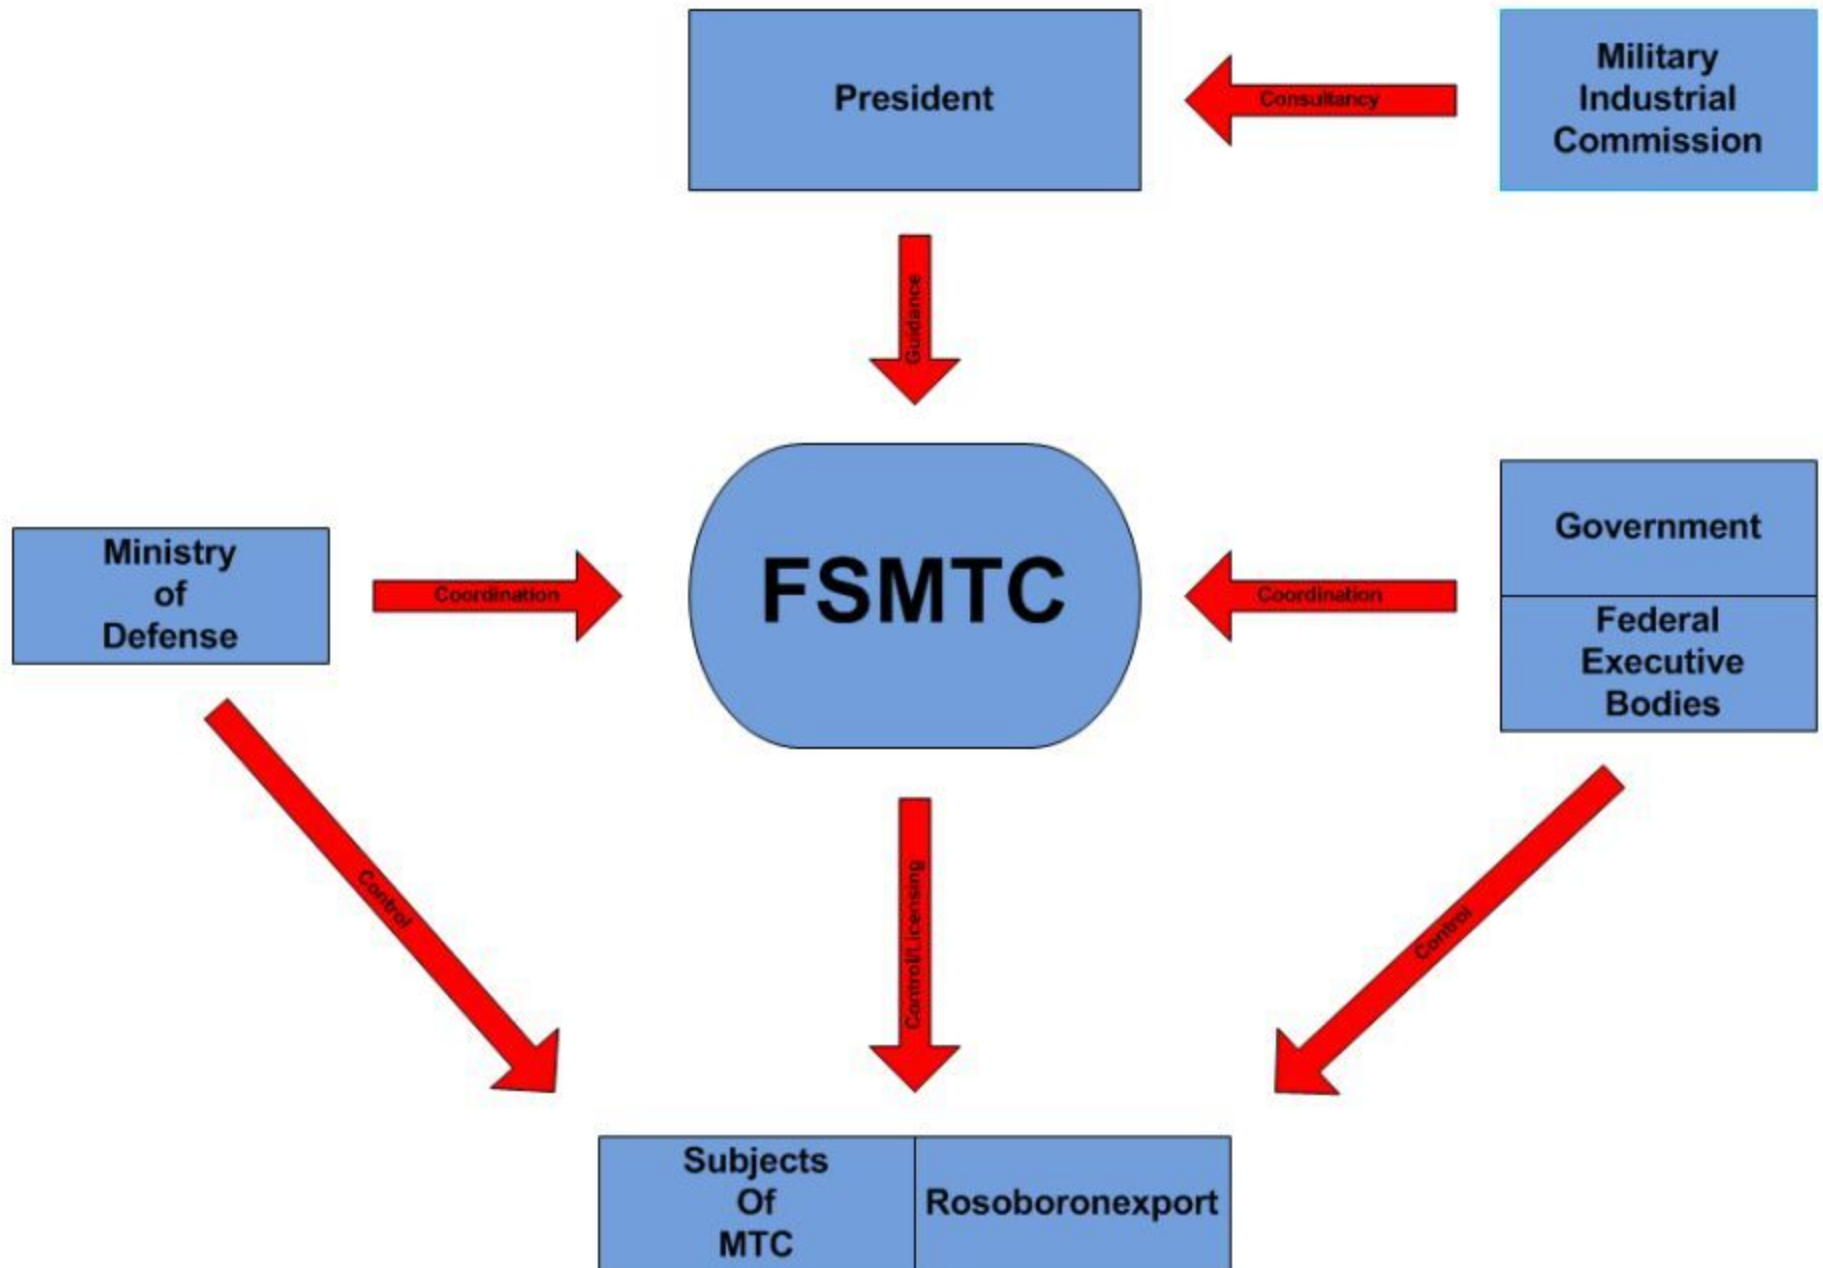 President
Consultancy
Military
Industrial
Commission
Guidance
Ministry
of
Defense
Coordination
FSMTC
Coordination
Government
Federal
Executive
Bodies
Control
Control/Licensing
Control
Subjects
Of
MTC
Rosoboronexport